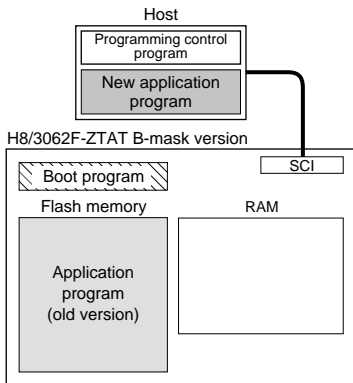 Host
Programming control
program
New application
program
H8/3062F-ZTAT B-mask version
SCI
Boot program
Flash memory
RAM
Application
program
(old version)